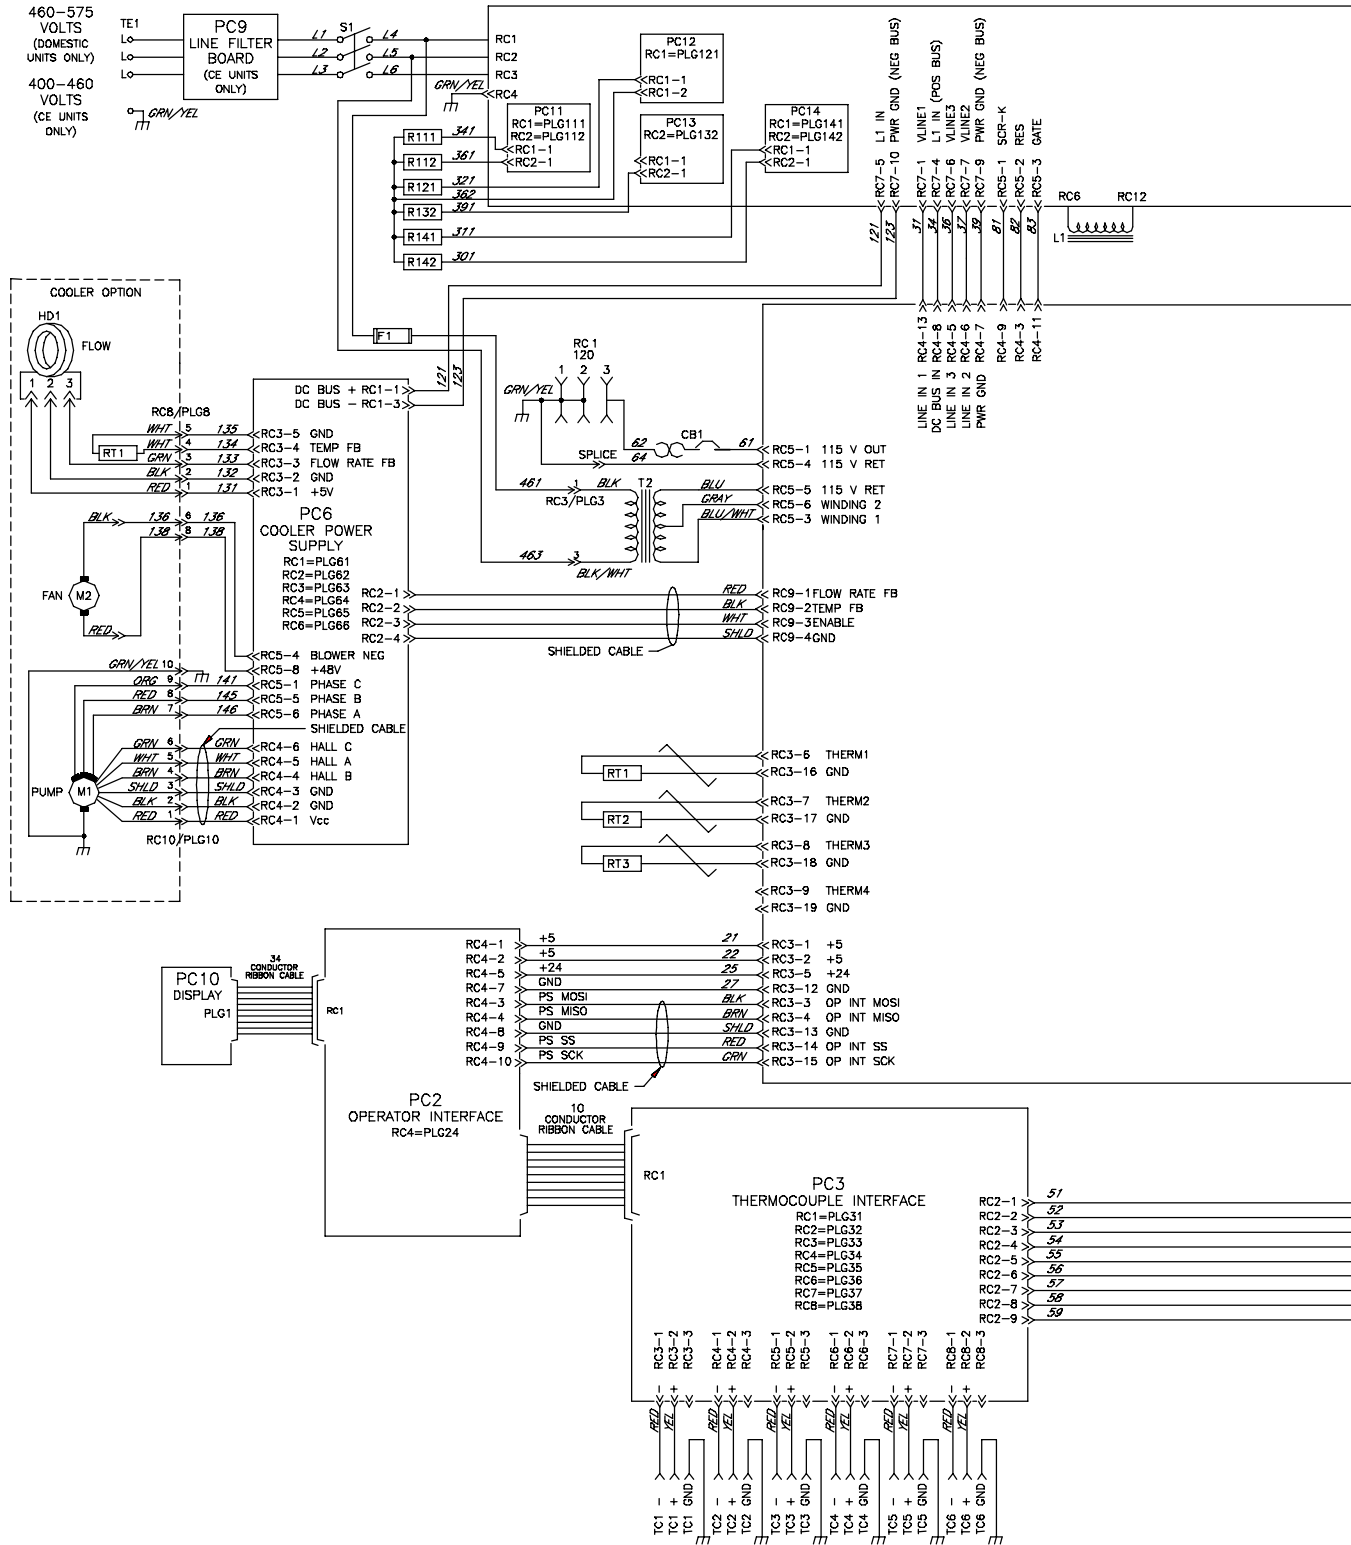 460-575
VOLTS
(DOMESTIC
UNITS ONLY)
400-460
VOLTS
(CE UNITS
ONLY)
TE1
L
L
L
GRN/YEL
PC9
LINE FILTER
BOARD
(CE UNITS
ONLY)
L1
L2
L3
S1
L4
L5
L6
RC1
RC2
RC3
GRN/YEL
RC4
PC11
RC1=PLG111
RC2=PLG112
RC1-1
RC2-1
PC12
RC1=PLG121
RC1-1
RC1-2
PC13
RC2=PLG132
RC1-1
RC2-1
PC14
RC1=PLG141
RC2=PLG142
RC1-1
RC2-1
R111 341
R112 361
R121 321
362
R132 391
R141 311
R142 301
RC7-5 L1 IN
RC7-10 PWR GND (NEG BUS)
RC7-1 VLINE1
RC7-4 L1 IN (POS BUS)
RC7-6 VLINE3
RC7-7 VLINE2
RC7-9 PWR GND (NEG BUS)
RC5-1 SCR-K
RC5-2 RES
RC5-3 GATE
121
123
31
34
36
37
39
81
82
83
LINE IN 1 RC4-13
DC BUS IN RC4-8
LINE IN 3 RC4-5
LINE IN 2 RC4-6
PWR GND RC4-7
RC4-9
RC4-3
RC4-11
RC6
RC12
L1
COOLER OPTION
HD1
FLOW
1 2 3
RC8/PLG8
WHT 5 135
WHT 4 134
RT1
GRN 3 133
BLK 2 132
RED 1 131
BLK 136 6 136
138 8 138
FAN M2
RED
GRN/YEL 10
ORG 9 141
RED 8 145
BRN 7 146
GRN 6 GRN
WHT 5 WHT
BRN 4 BRN
SHLD 3 SHLD
BLK 2 BLK
RED 1 RED
PUMP M1
RC10/PLG10
DC BUS + RC1-1
DC BUS - RC1-3
121
123
RC3-5 GND
RC3-4 TEMP FB
RC3-3 FLOW RATE FB
RC3-2 GND
RC3-1 +5V
PC6
COOLER POWER
SUPPLY
RC1=PLG61
RC2=PLG62
RC3=PLG63
RC4=PLG64
RC5=PLG65
RC6=PLG66
RC2-1
RC2-2
RC2-3
RC2-4
RC5-4 BLOWER NEG
RC5-8 +48V
RC5-1 PHASE C
RC5-5 PHASE B
RC5-6 PHASE A
SHIELDED CABLE
RC4-6 HALL C
RC4-5 HALL A
RC4-4 HALL B
RC4-3 GND
RC4-2 GND
RC4-1 Vcc
F1
RC1
120
1 2 3
GRN/YEL
62 CB1 61
SPLICE 64
461 1 BLK T2 BLU
RC3/PLG3
GRAY
BLU/WHT
463 3
BLK/WHT
RC5-1 115 V OUT
RC5-4 115 V RET
RC5-5 115 V RET
RC5-6 WINDING 2
RC5-3 WINDING 1
RED RC9-1 FLOW RATE FB
BLK RC9-2 TEMP FB
WHT RC9-3 ENABLE
SHLD RC9-4 GND
SHIELDED CABLE
RC3-6 THERM1
RT1 RC3-16 GND
RC3-7 THERM2
RT2 RC3-17 GND
RC3-8 THERM3
RT3 RC3-18 GND
RC3-9 THERM4
RC3-19 GND
PC10
DISPLAY
PLG1
34
CONDUCTOR
RIBBON CABLE
RC1
RC4-1 +5 21 RC3-1 +5
RC4-2 +5 22 RC3-2 +5
RC4-5 +24 25 RC3-5 +24
RC4-7 GND 27 RC3-12 GND
RC4-3 PS MOSI BLK RC3-3 OP INT MOSI
RC4-4 PS MISO BRN RC3-4 OP INT MISO
RC4-8 GND SHLD RC3-13 GND
RC4-9 PS SS RED RC3-14 OP INT SS
RC4-10 PS SCK GRN RC3-15 OP INT SCK
SHIELDED CABLE
PC2
OPERATOR INTERFACE
RC4=PLG24
10
CONDUCTOR
RIBBON CABLE
RC1
PC3
THERMOCOUPLE INTERFACE
RC1=PLG31
RC2=PLG32
RC3=PLG33
RC4=PLG34
RC5=PLG35
RC6=PLG36
RC7=PLG37
RC8=PLG38
RC2-1 51
RC2-2 52
RC2-3 53
RC2-4 54
RC2-5 55
RC2-6 56
RC2-7 57
RC2-8 58
RC2-9 59
- RC3-1
+ RC3-2
RC3-3
- RC4-1
+ RC4-2
RC4-3
- RC5-1
+ RC5-2
RC5-3
- RC6-1
+ RC6-2
RC6-3
- RC7-1
+ RC7-2
RC7-3
- RC8-1
+ RC8-2
RC8-3
RED
YEL
RED
YEL
RED
YEL
RED
YEL
RED
YEL
RED
YEL
TC1 -
TC1 +
TC1 GND
TC2 -
TC2 +
TC2 GND
TC3 -
TC3 +
TC3 GND
TC4 -
TC4 +
TC4 GND
TC5 -
TC5 +
TC5 GND
TC6 -
TC6 +
TC6 GND